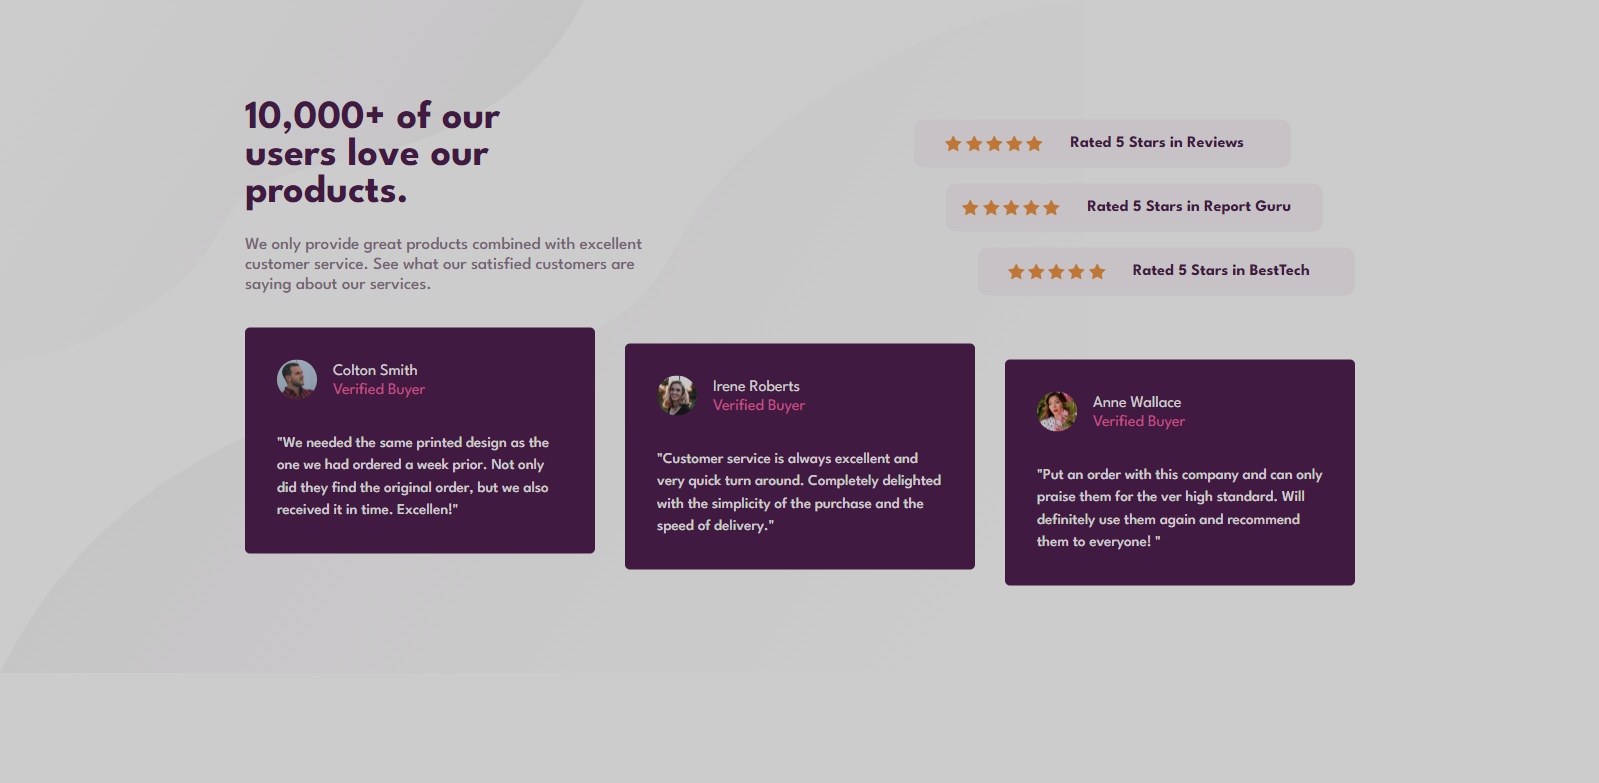 10,000+ of our
users love our
products.
We only provide great products combined with excellent
customer service. See what our satisfied customers are
saying about our services.
Rated 5 Stars in Reviews
Rated 5 Stars in Report Guru
Rated 5 Stars in BestTech
Colton Smith
Verified Buyer
"We needed the same printed design as the
one we had ordered a week prior. Not only
did they find the original order, but we also
received it in time. Excellen!"
Irene Roberts
Verified Buyer
"Customer service is always excellent and
very quick turn around. Completely delighted
with the simplicity of the purchase and the
speed of delivery."
Anne Wallace
Verified Buyer
"Put an order with this company and can only
praise them for the ver high standard. Will
definitely use them again and recommend
them to everyone! "